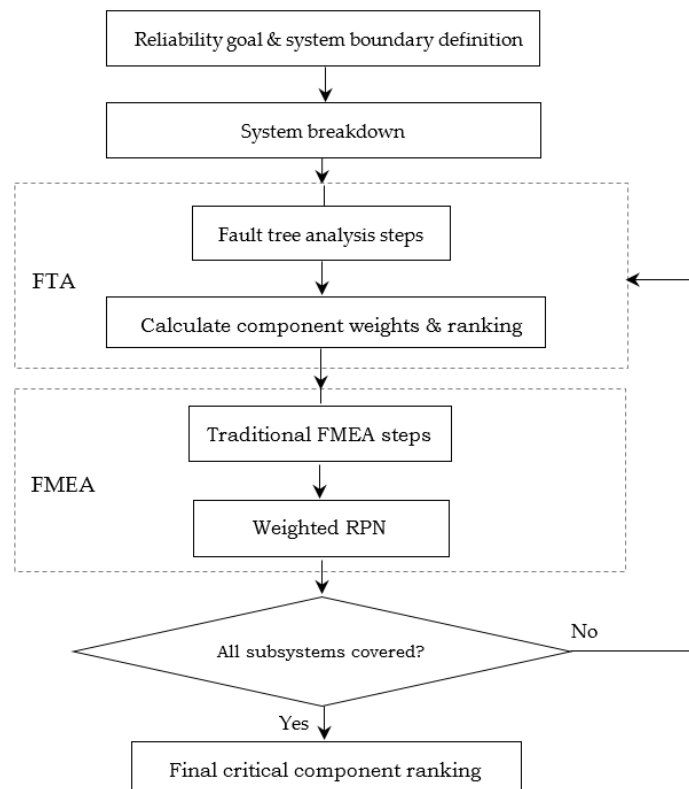 Reliability goal & system boundary definition
System breakdown
Fault tree analysis steps
FTA
Calculate component weights & ranking
Traditional FMEA steps
FMEA
Weighted RPN
All subsystems covered?
No
Yes
Final critical component ranking